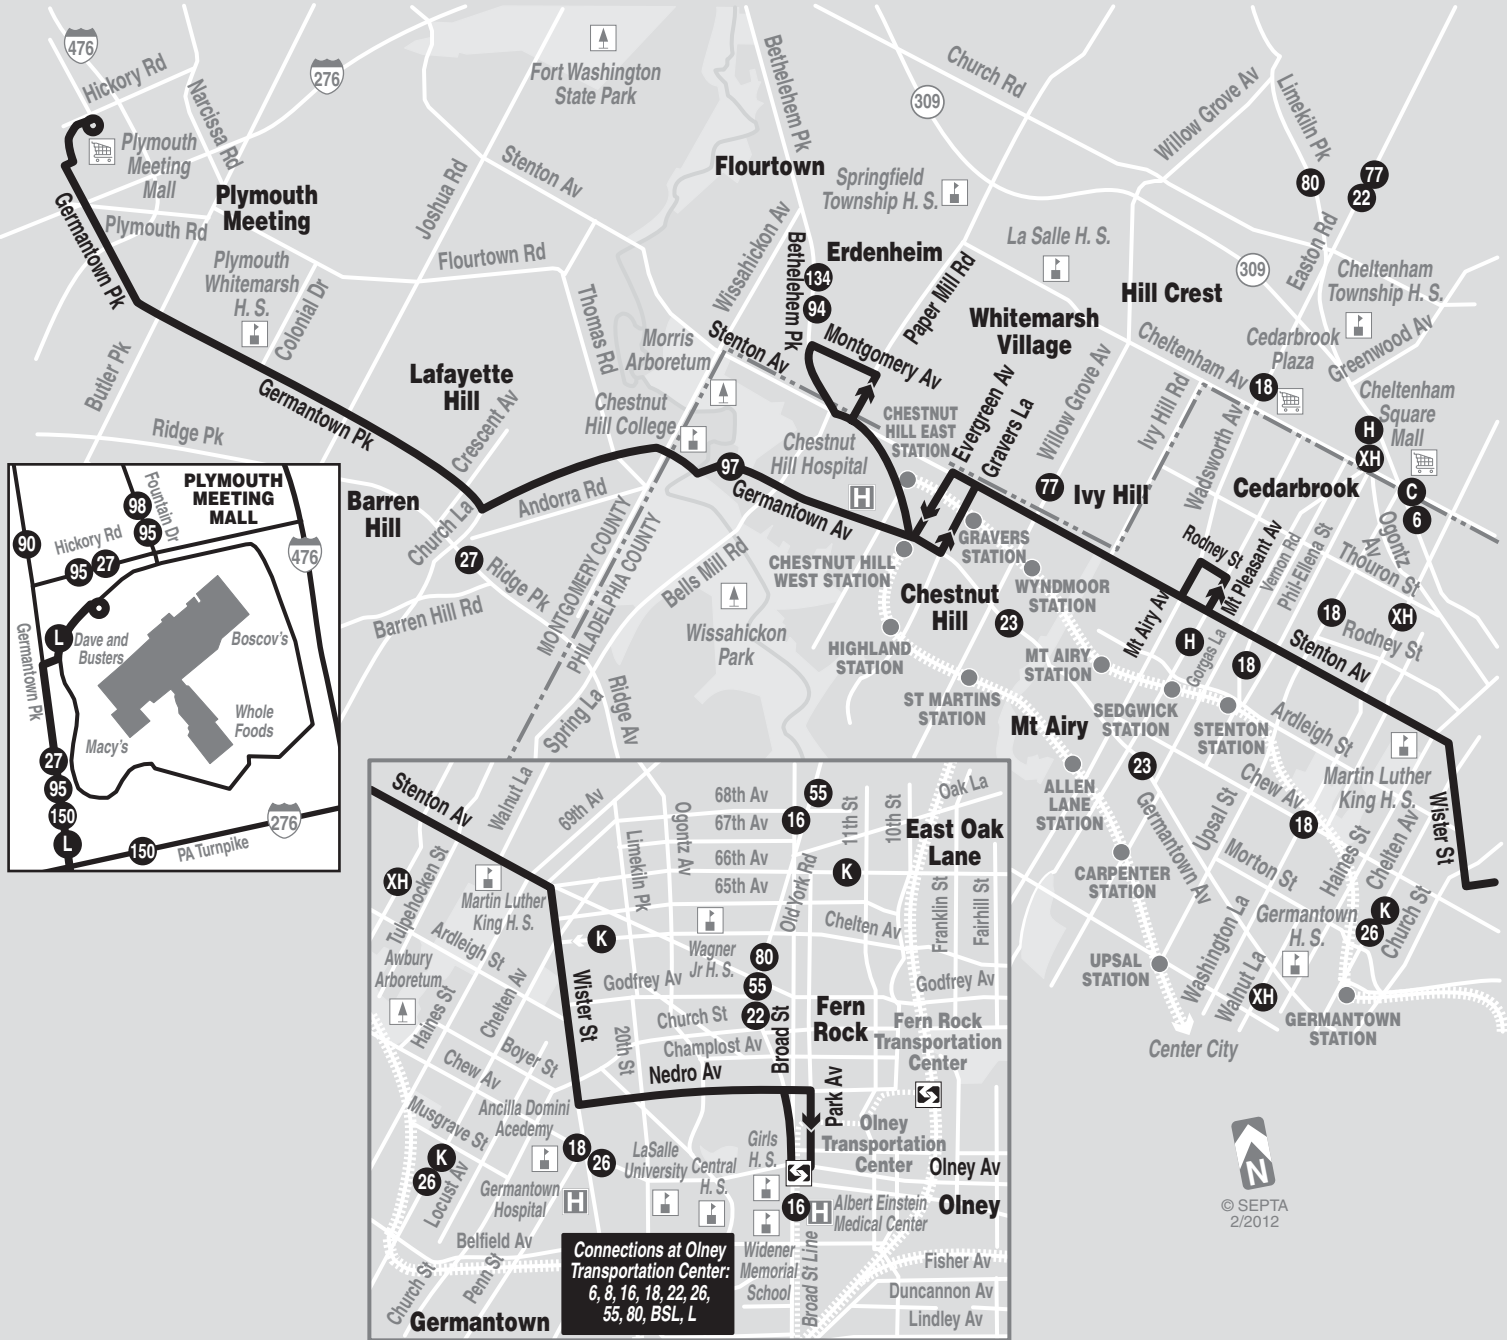 476
Hickory Rd
Narcissa Rd
276
Fort Washington
State Park
Bethelehem Pk
Church Rd
309
Willow Grove Av
Limekiln Pk
80
77
22
Plymouth
Meeting
Mall
Plymouth
Meeting
Germantown Pk
Plymouth Rd
Plymouth
Whitemarsh
H. S.
Colonial Dr
Joshua Rd
Stenton Av
Flourtown Rd
Flourtown
Springfield
Township H. S.
Wissahickon Av
Bethelehem Pk
Erdenheim
134
94
Paper Mill Rd
La Salle H. S.
309
Easton Rd
Cheltenham
Township H. S.
Hill Crest
Whitemarsh
Village
Thomas Rd
Morris
Arboretum
Stenton Av
Montgomery Av
Evergreen Av
Gravers La
Willow Grove Av
Cheltenham Av
Cedarbrook
Plaza
Greenwood Av
18
Butler Pk
Germantown Pk
Lafayette
Hill
Crescent Av
Chestnut
Hill College
CHESTNUT
HILL EAST
STATION
Chestnut
Hill Hospital
H
Ivy Hill Rd
Wadsworth Av
Cheltenham
Square
Mall
H
XH
C
6
Ridge Pk
Barren
Hill
Andorra Rd
Church La
97
Germantown Av
77
Ivy Hill
Cedarbrook
Ogontz
Av
27
Ridge Pk
MONTGOMERY COUNTY
PHILADELPHIA COUNTY
Bells Mill Rd
CHESTNUT HILL
WEST STATION
GRAVERS
STATION
WYNDMOOR
STATION
Rodney St
Mt Pleasant Av
Vernon Rd
Phil-Ellena St
Thouron St
Barren Hill Rd
Wissahickon
Park
Chestnut
Hill
23
Mt Airy Av
18
XH
Rodney St
HIGHLAND
STATION
MT AIRY
STATION
H
Gorgas La
18
Stenton Av
ST MARTINS
STATION
Mt Airy
SEDGWICK
STATION
STENTON
STATION
Ardleigh St
Spring La
Ridge Av
23
ALLEN
LANE
STATION
Germantown Av
Upsal St
Chew Av
18
Martin Luther
King H. S.
Wister St
Morton St
Haines St
Chelten Av
CARPENTER
STATION
Washington La
Germantown
H. S.
K
26
Church St
UPSAL
STATION
Walnut La
XH
GERMANTOWN
STATION
Center City
N
© SEPTA
2/2012
PLYMOUTH
MEETING
MALL
98
95
Fountain Dr
90
Hickory Rd
95
27
476
L
Dave and
Busters
Boscov's
Germantown Pk
Macy's
Whole
Foods
27
95
150
L
150
PA Turnpike
276
Stenton Av
Walnut La
69th Av
Ogontz Av
Limekiln Pk
68th Av
55
67th Av
16
66th Av
65th Av
K
Old York Rd
11th St
10th St
Oak La
East Oak
Lane
Franklin St
Fairhill St
XH
Tulpehocken St
Martin Luther
King H. S.
Ardleigh St
Awbury
Arboretum
Haines St
Chelten Av
K
Wagner
Jr H. S.
Chelten Av
80
55
22
Godfrey Av
Godfrey Av
Wister St
Church St
Champlost Av
20th St
Broad St
Fern
Rock
Fern Rock
Transportation
Center
Boyer St
Chew Av
Nedro Av
Park Av
Musgrave St
Ancilla Domini
Acedemy
18
26
K
26
Locust Av
Germantown
Hospital
H
LaSalle
University
Central
H. S.
Girls
H. S.
Olney
Transportation
Center
Olney Av
Olney
16
H
Albert Einstein
Medical Center
Belfield Av
Widener
Memorial
School
Broad St Line
Church St
Penn St
Germantown
Connections at Olney
Transportation Center:
6, 8, 16, 18, 22, 26,
55, 80, BSL, L
Fisher Av
Duncannon Av
Lindley Av